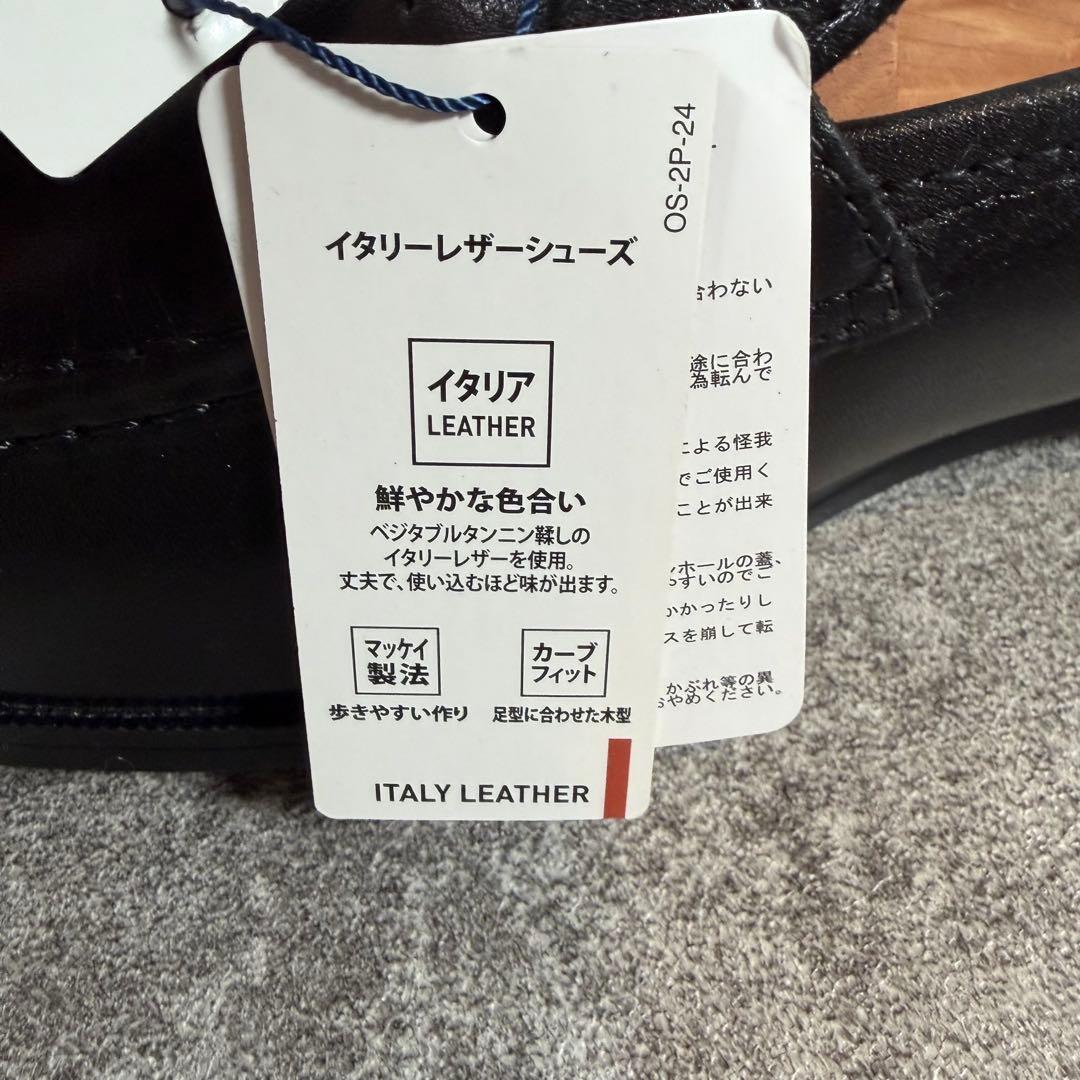 イタリーレザーシューズ
イタリア
LEATHER
鮮やかな色合い
ベジタブルタンニン鞣しの
イタリーレザーを使用。
丈夫で、使い込むほど味が出ます。
マッケイ
製法
歩きやすい作り
カーブ
フィット
足型に合わせた木型
ITALY LEATHER
OS-2P-24
合わない
途に合わ
為転んで
による怪我
でご使用く
ことが出来
ホールの蓋、
やすいのでご
かかったりし
スを崩して転
かぶれ等の異
おやめください。